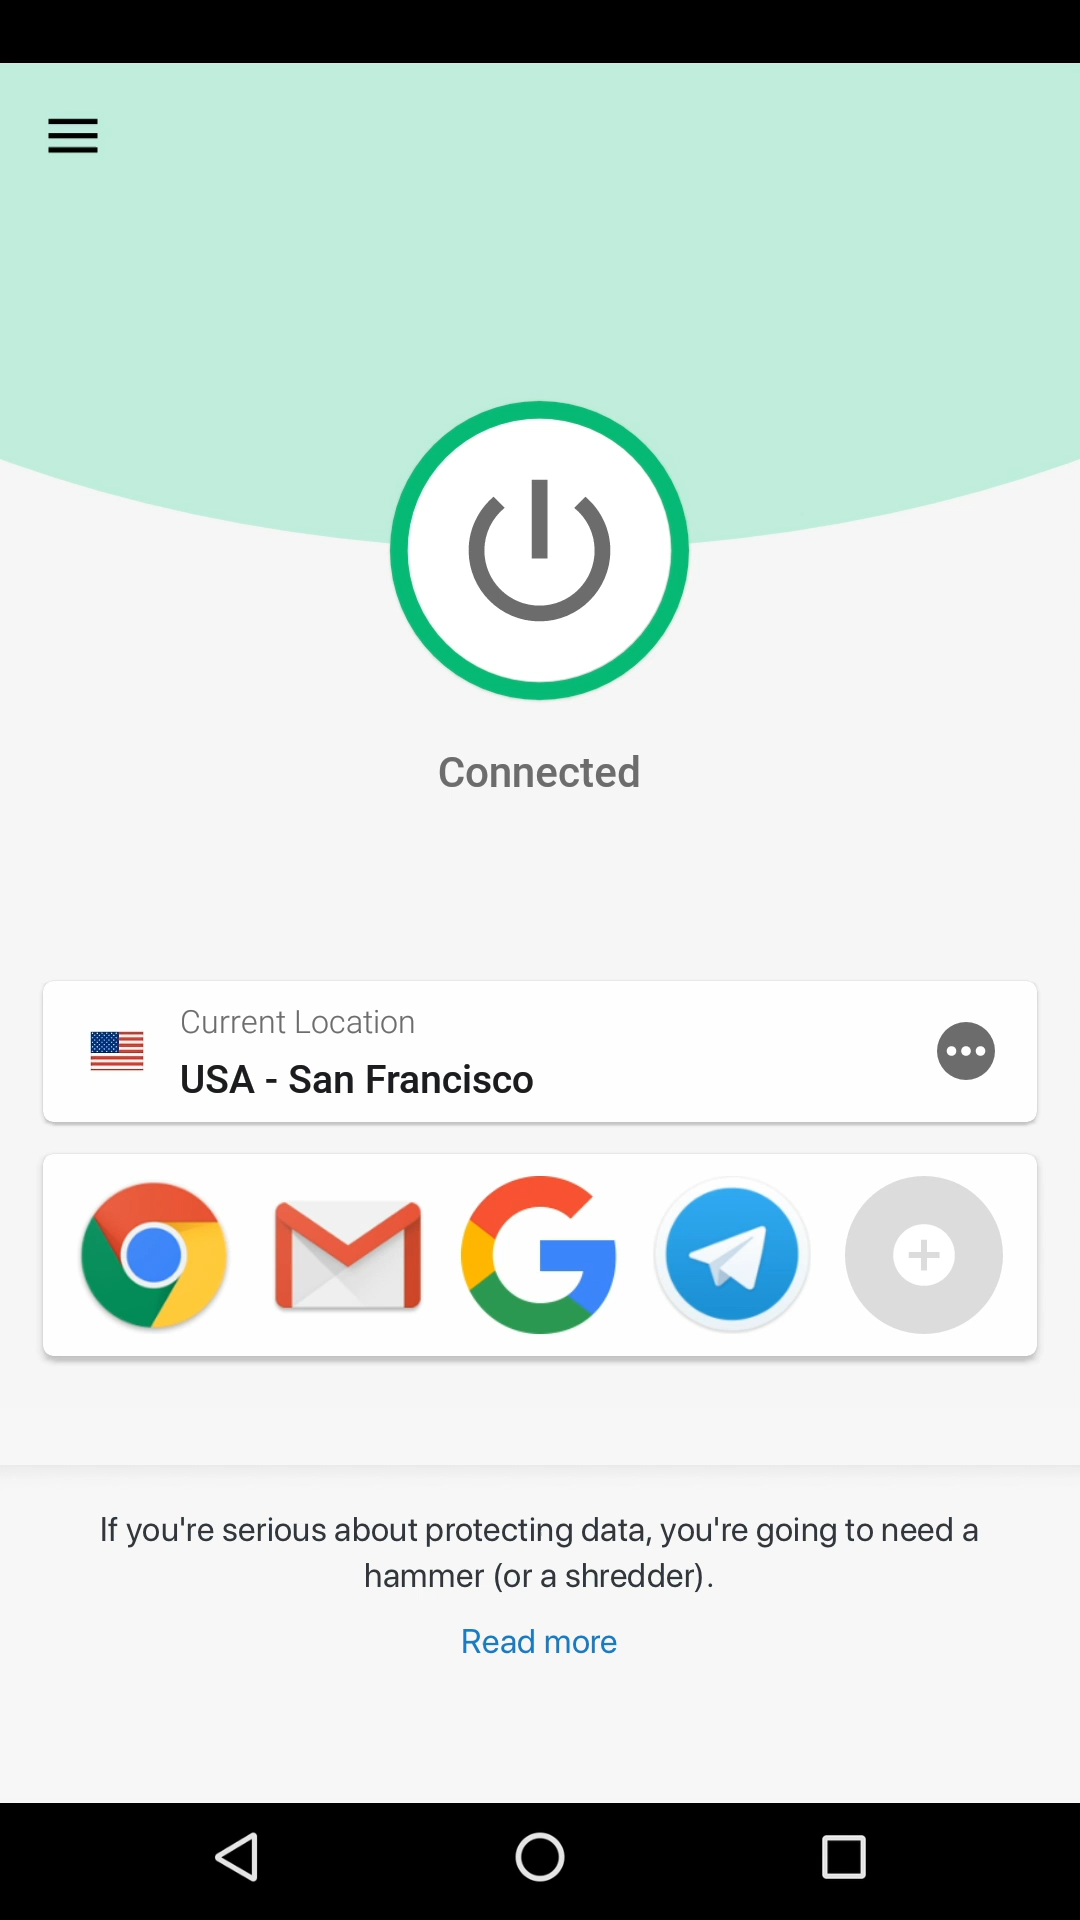 Connected
Current Location
USA - San Francisco
If you're serious about protecting data, you're going to need a
hammer (or a shredder).
Read more